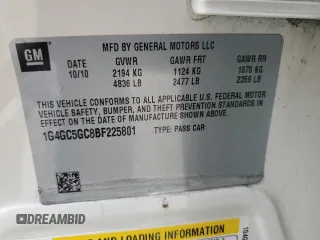 GM
MFD BY GENERAL MOTORS LLC
DATE GVWR GAWR FRT GAWR RR
10/10 2194 KG 1124 KG 1070 KG
4836 LB 2477 LB 2359 LB
THIS VEHICLE CONFORMS TO ALL APPLICABLE U.S. FEDERAL MOTOR
VEHICLE SAFETY, BUMPER, AND THEFT PREVENTION STANDARDS
IN EFFECT ON THE DATE OF MANUFACTURE SHOWN ABOVE.
1G4GC5GC8BF225801 TYPE: PASS CAR
AND LOADING INFORMATION